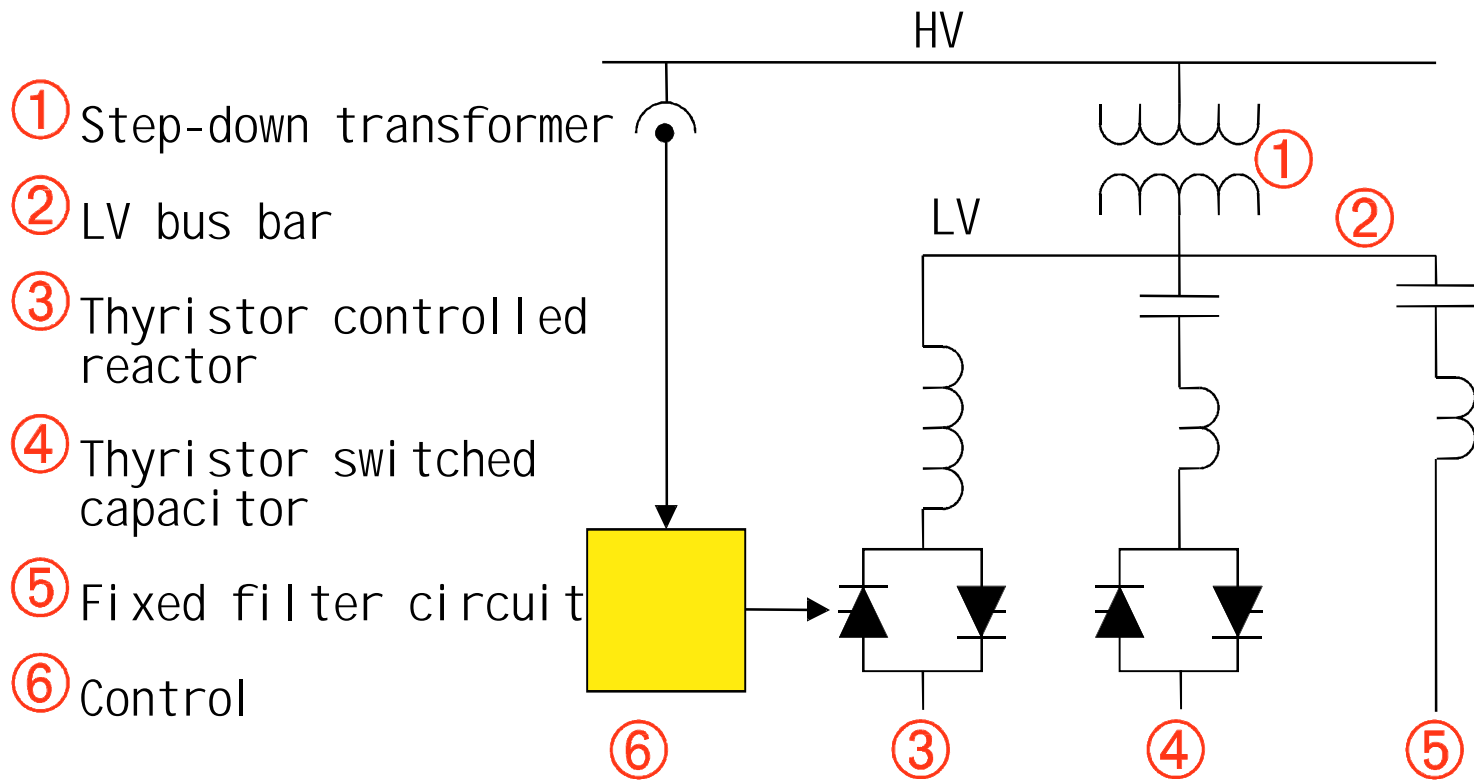 HV
① Step-down transformer
①
② LV bus bar
LV
②
③ Thyristor controlled
reactor
④ Thyristor switched
capacitor
⑤ Fixed filter circuit
⑥ Control
⑥
③
④
⑤